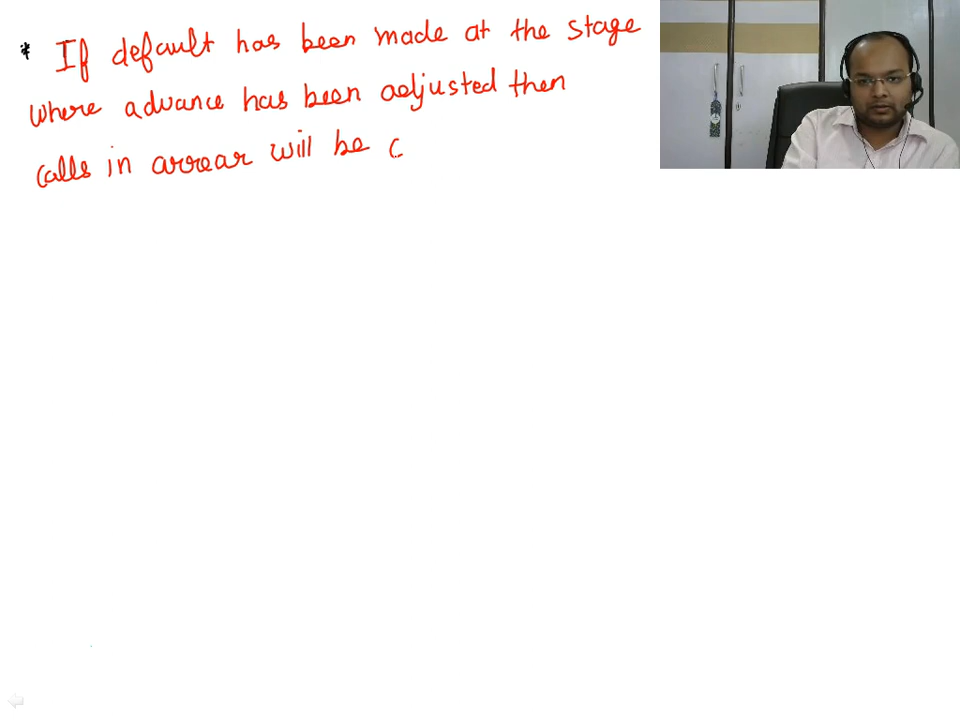 * If default has been made at the stage
where advance has been adjusted then
calls in arrear will be c